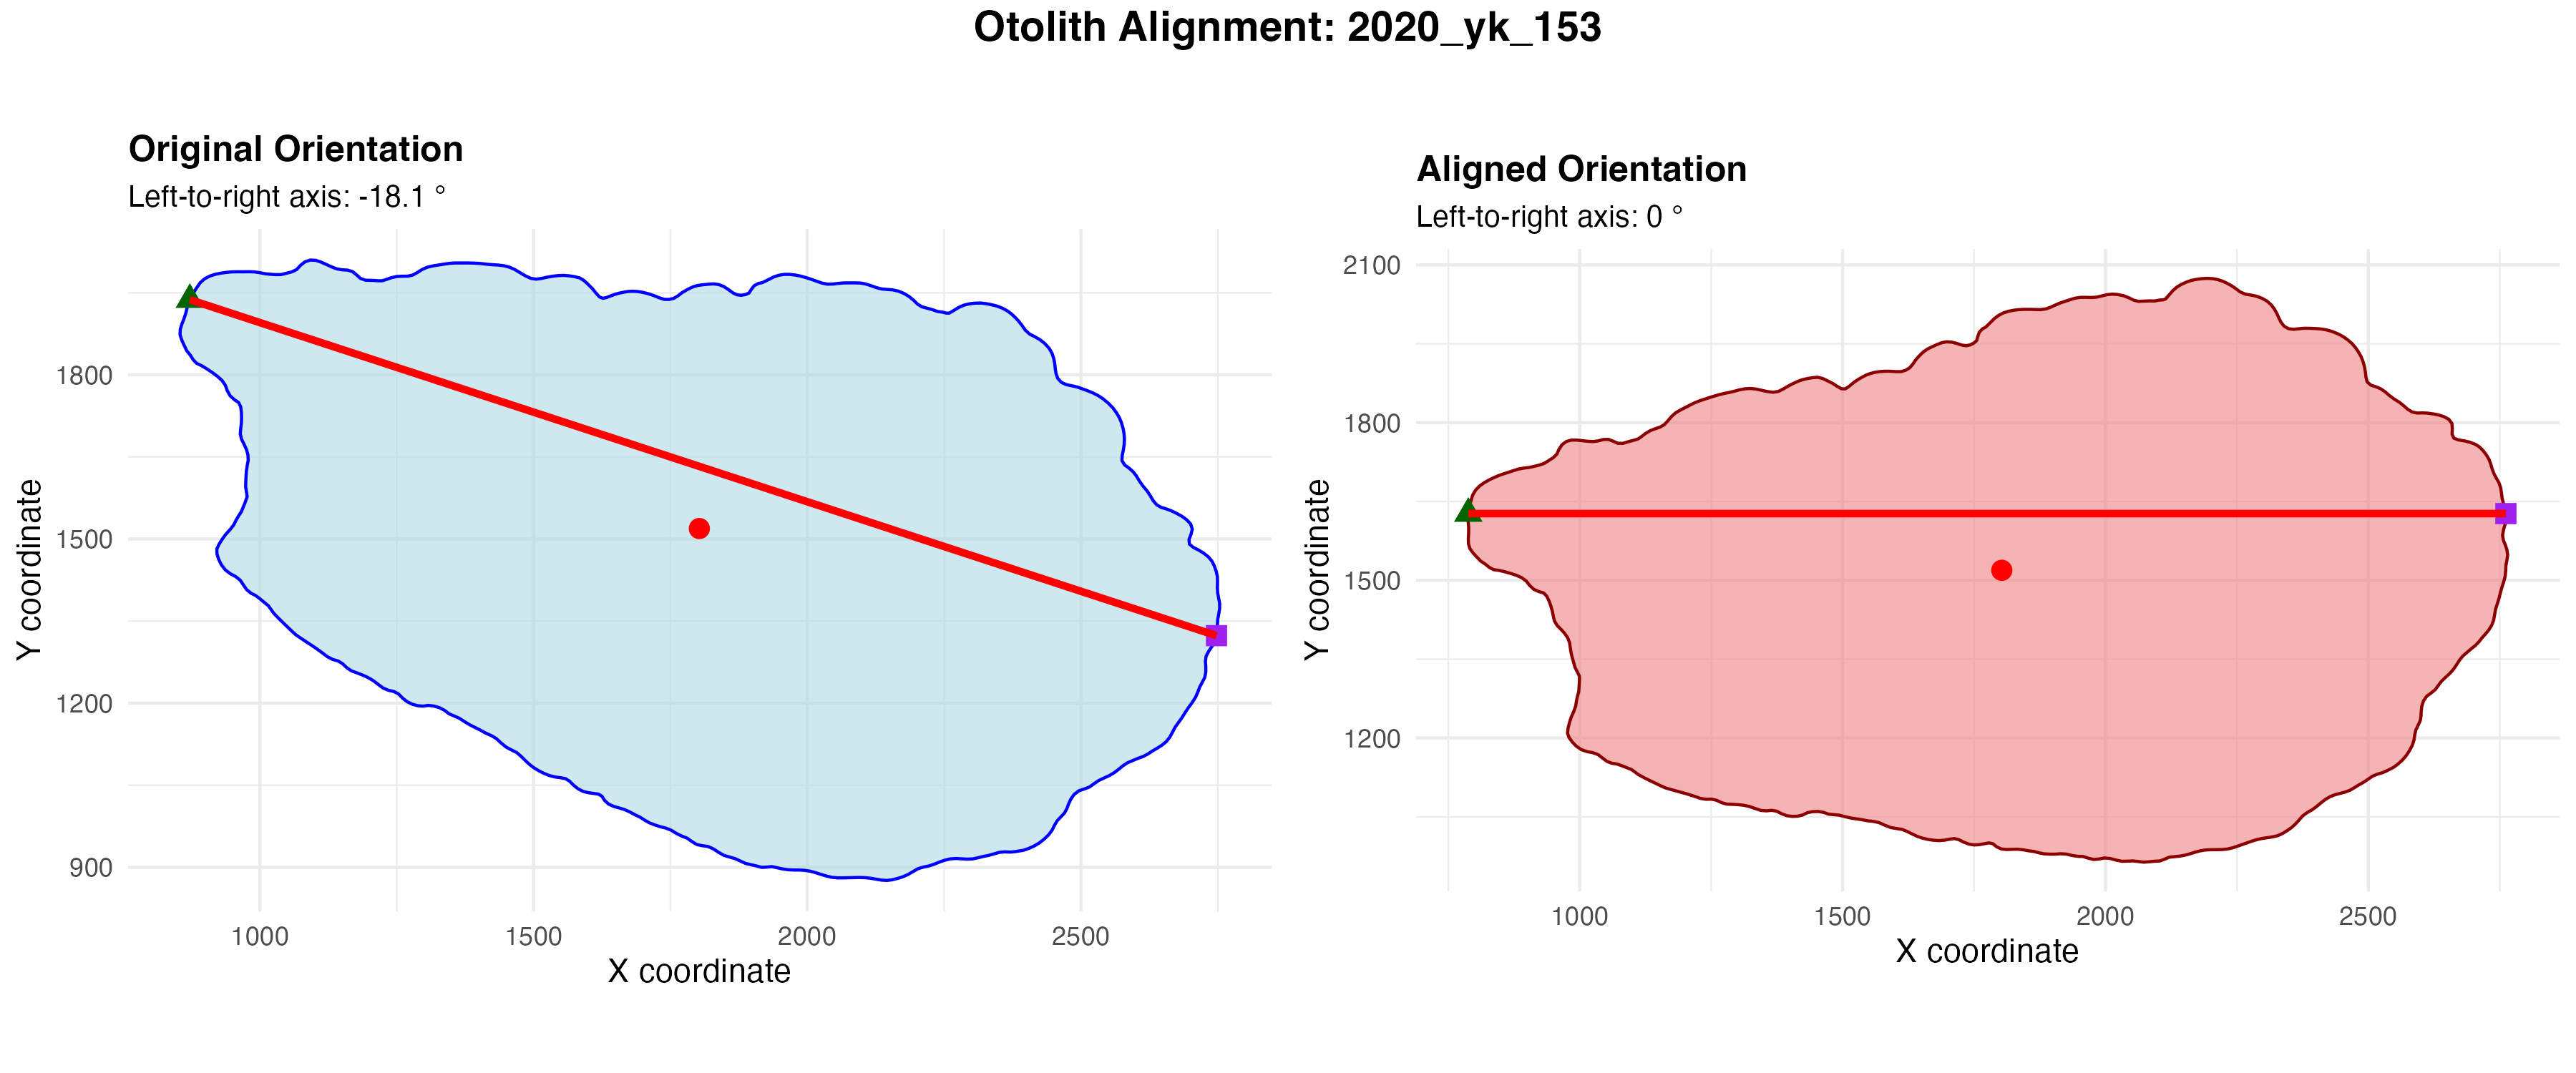 Otolith Alignment: 2020_yk_153
Original Orientation
Left-to-right axis: -18.1 °
Y coordinate
1800
1500
1200
900
1000
1500
2000
2500
X coordinate
Aligned Orientation
Left-to-right axis: 0 °
Y coordinate
2100
1800
1500
1200
1000
1500
2000
2500
X coordinate